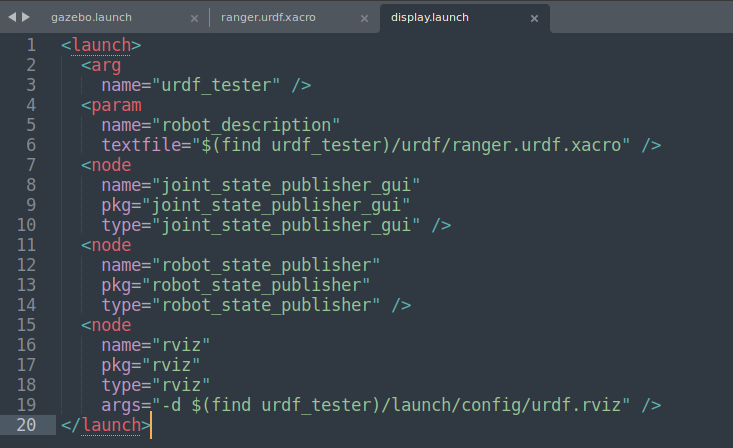 gazebo.launch × ranger.urdf.xacro × display.launch ×
1 <launch>
2 <arg
3 name="urdf_tester" />
4 <param
5 name="robot_description"
6 textfile="$(find urdf_tester)/urdf/ranger.urdf.xacro" />
7 <node
8 name="joint_state_publisher_gui"
9 pkg="joint_state_publisher_gui"
10 type="joint_state_publisher_gui" />
11 <node
12 name="robot_state_publisher"
13 pkg="robot_state_publisher"
14 type="robot_state_publisher" />
15 <node
16 name="rviz"
17 pkg="rviz"
18 type="rviz"
19 args="-d $(find urdf_tester)/launch/config/urdf.rviz" />
20 </launch>